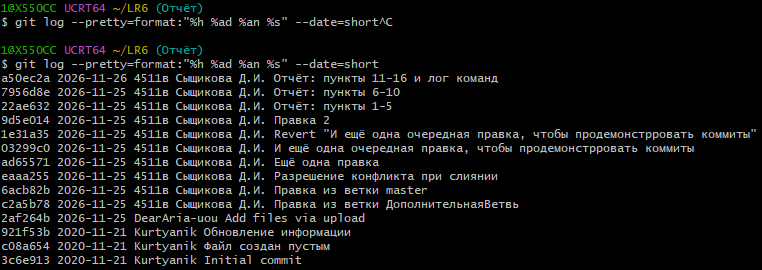 1@X550CC UCRT64 ~/LR6 (Отчёт)
$ git log --pretty=format:"%h %ad %an %s" --date=short^C
1@X550CC UCRT64 ~/LR6 (Отчёт)
$ git log --pretty=format:"%h %ad %an %s" --date=short
a50ec2a 2026-11-26 4511в Сыщикова Д.И. Отчёт: пункты 11-16 и лог команд
7956d8e 2026-11-25 4511в Сыщикова Д.И. Отчёт: пункты 6-10
22ae632 2026-11-25 4511в Сыщикова Д.И. Отчёт: пункты 1-5
9d5e014 2026-11-25 4511в Сыщикова Д.И. Правка 2
1e31a35 2026-11-25 4511в Сыщикова Д.И. Revert "И ещё одна очередная правка, чтобы продемонстрровать коммиты"
03299c0 2026-11-25 4511в Сыщикова Д.И. И ещё одна очередная правка, чтобы продемонстрровать коммиты
ad65571 2026-11-25 4511в Сыщикова Д.И. Ещё одна правка
eaaa255 2026-11-25 4511в Сыщикова Д.И. Разрешение конфликта при слиянии
6acb82b 2026-11-25 4511в Сыщикова Д.И. Правка из ветки master
c2a5b78 2026-11-25 4511в Сыщикова Д.И. Правка из ветки ДополнительнаяВетвь
2af264b 2026-11-25 DearAria-uou Add files via upload
921f53b 2020-11-21 Kurtyanik Обновление информации
c08a654 2020-11-21 Kurtyanik Файл создан пустым
3c6e913 2020-11-21 Kurtyanik Initial commit